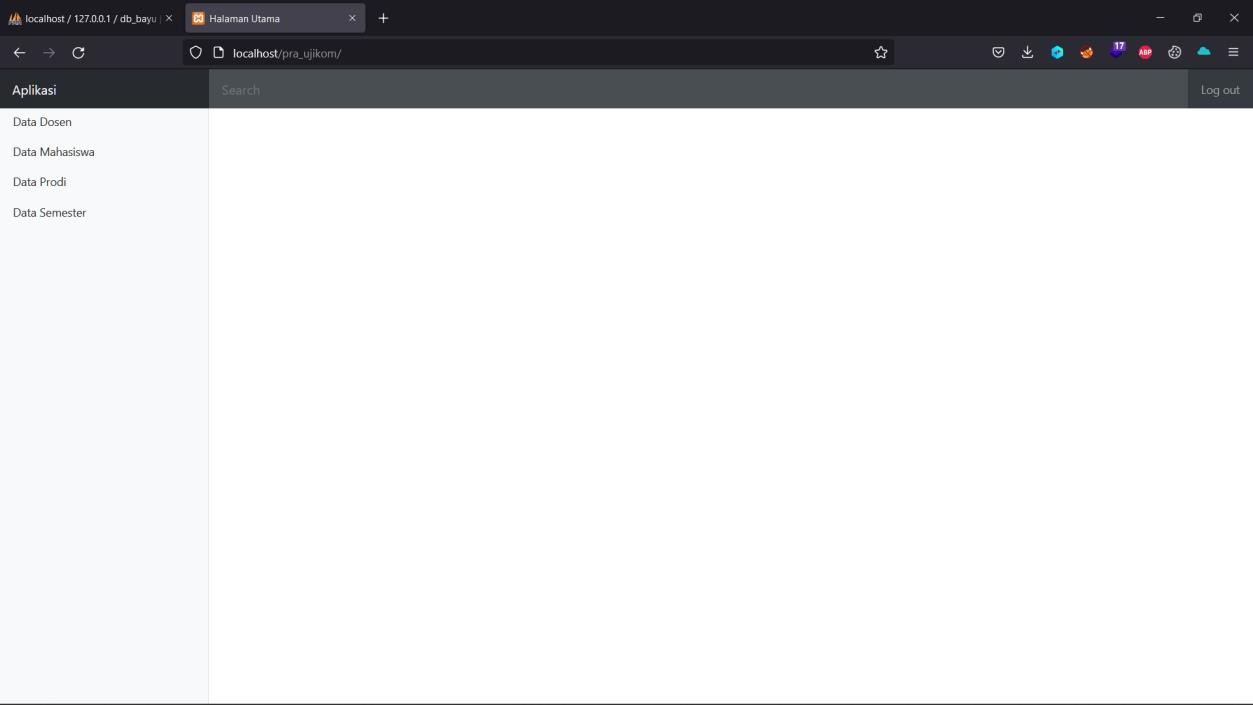 localhost / 127.0.0.1 / db_bayu |
Halaman Utama
localhost/pra_ujikom/
17
ABP
Aplikasi
Search
Log out
Data Dosen
Data Mahasiswa
Data Prodi
Data Semester